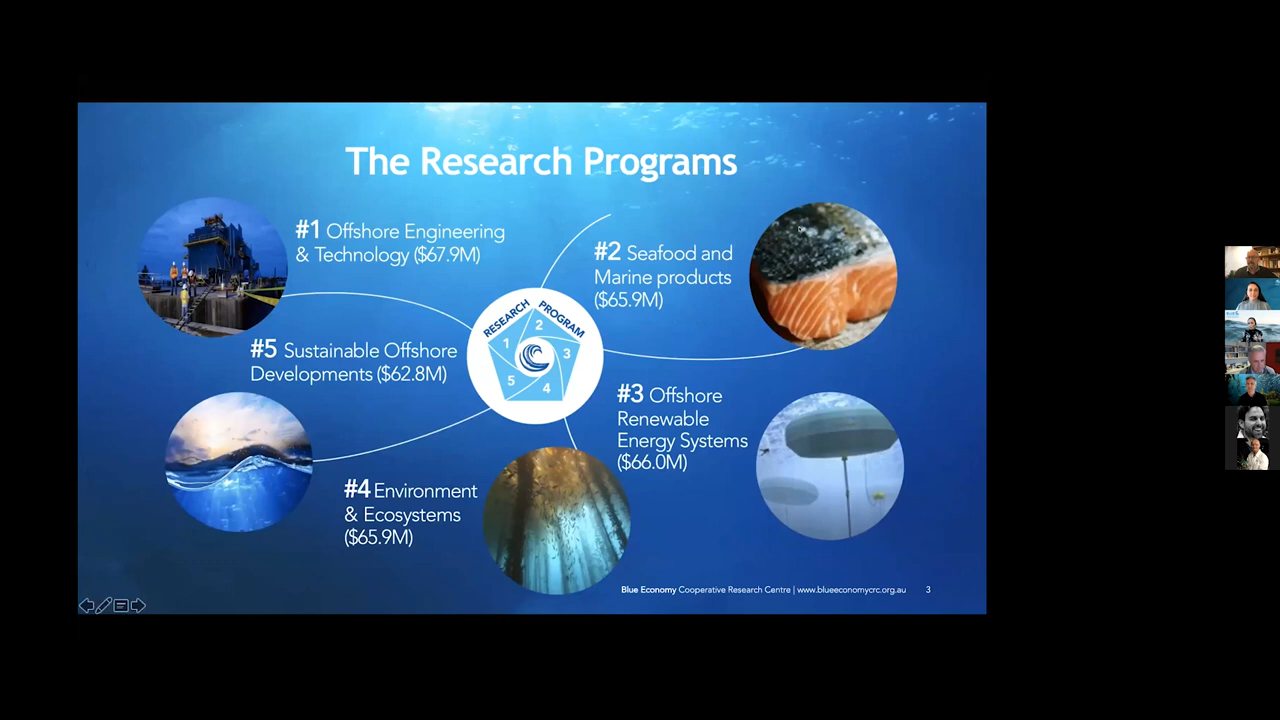 The Research Programs
#1 Offshore Engineering
& Technology ($67.9M)
#2 Seafood and
Marine products
($65.9M)
RESEARCH PROGRAM
1
2
3
4
5
#5 Sustainable Offshore
Developments ($62.8M)
#3 Offshore
Renewable
Energy Systems
($66.0M)
#4 Environment
& Ecosystems
($65.9M)
Blue Economy Cooperative Research Centre | www.blueeconomycrc.org.au
3